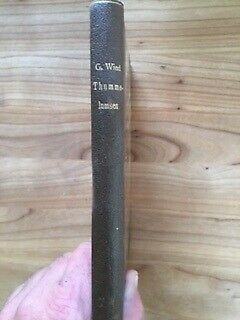 G. Wied
Thumme-
lumsen